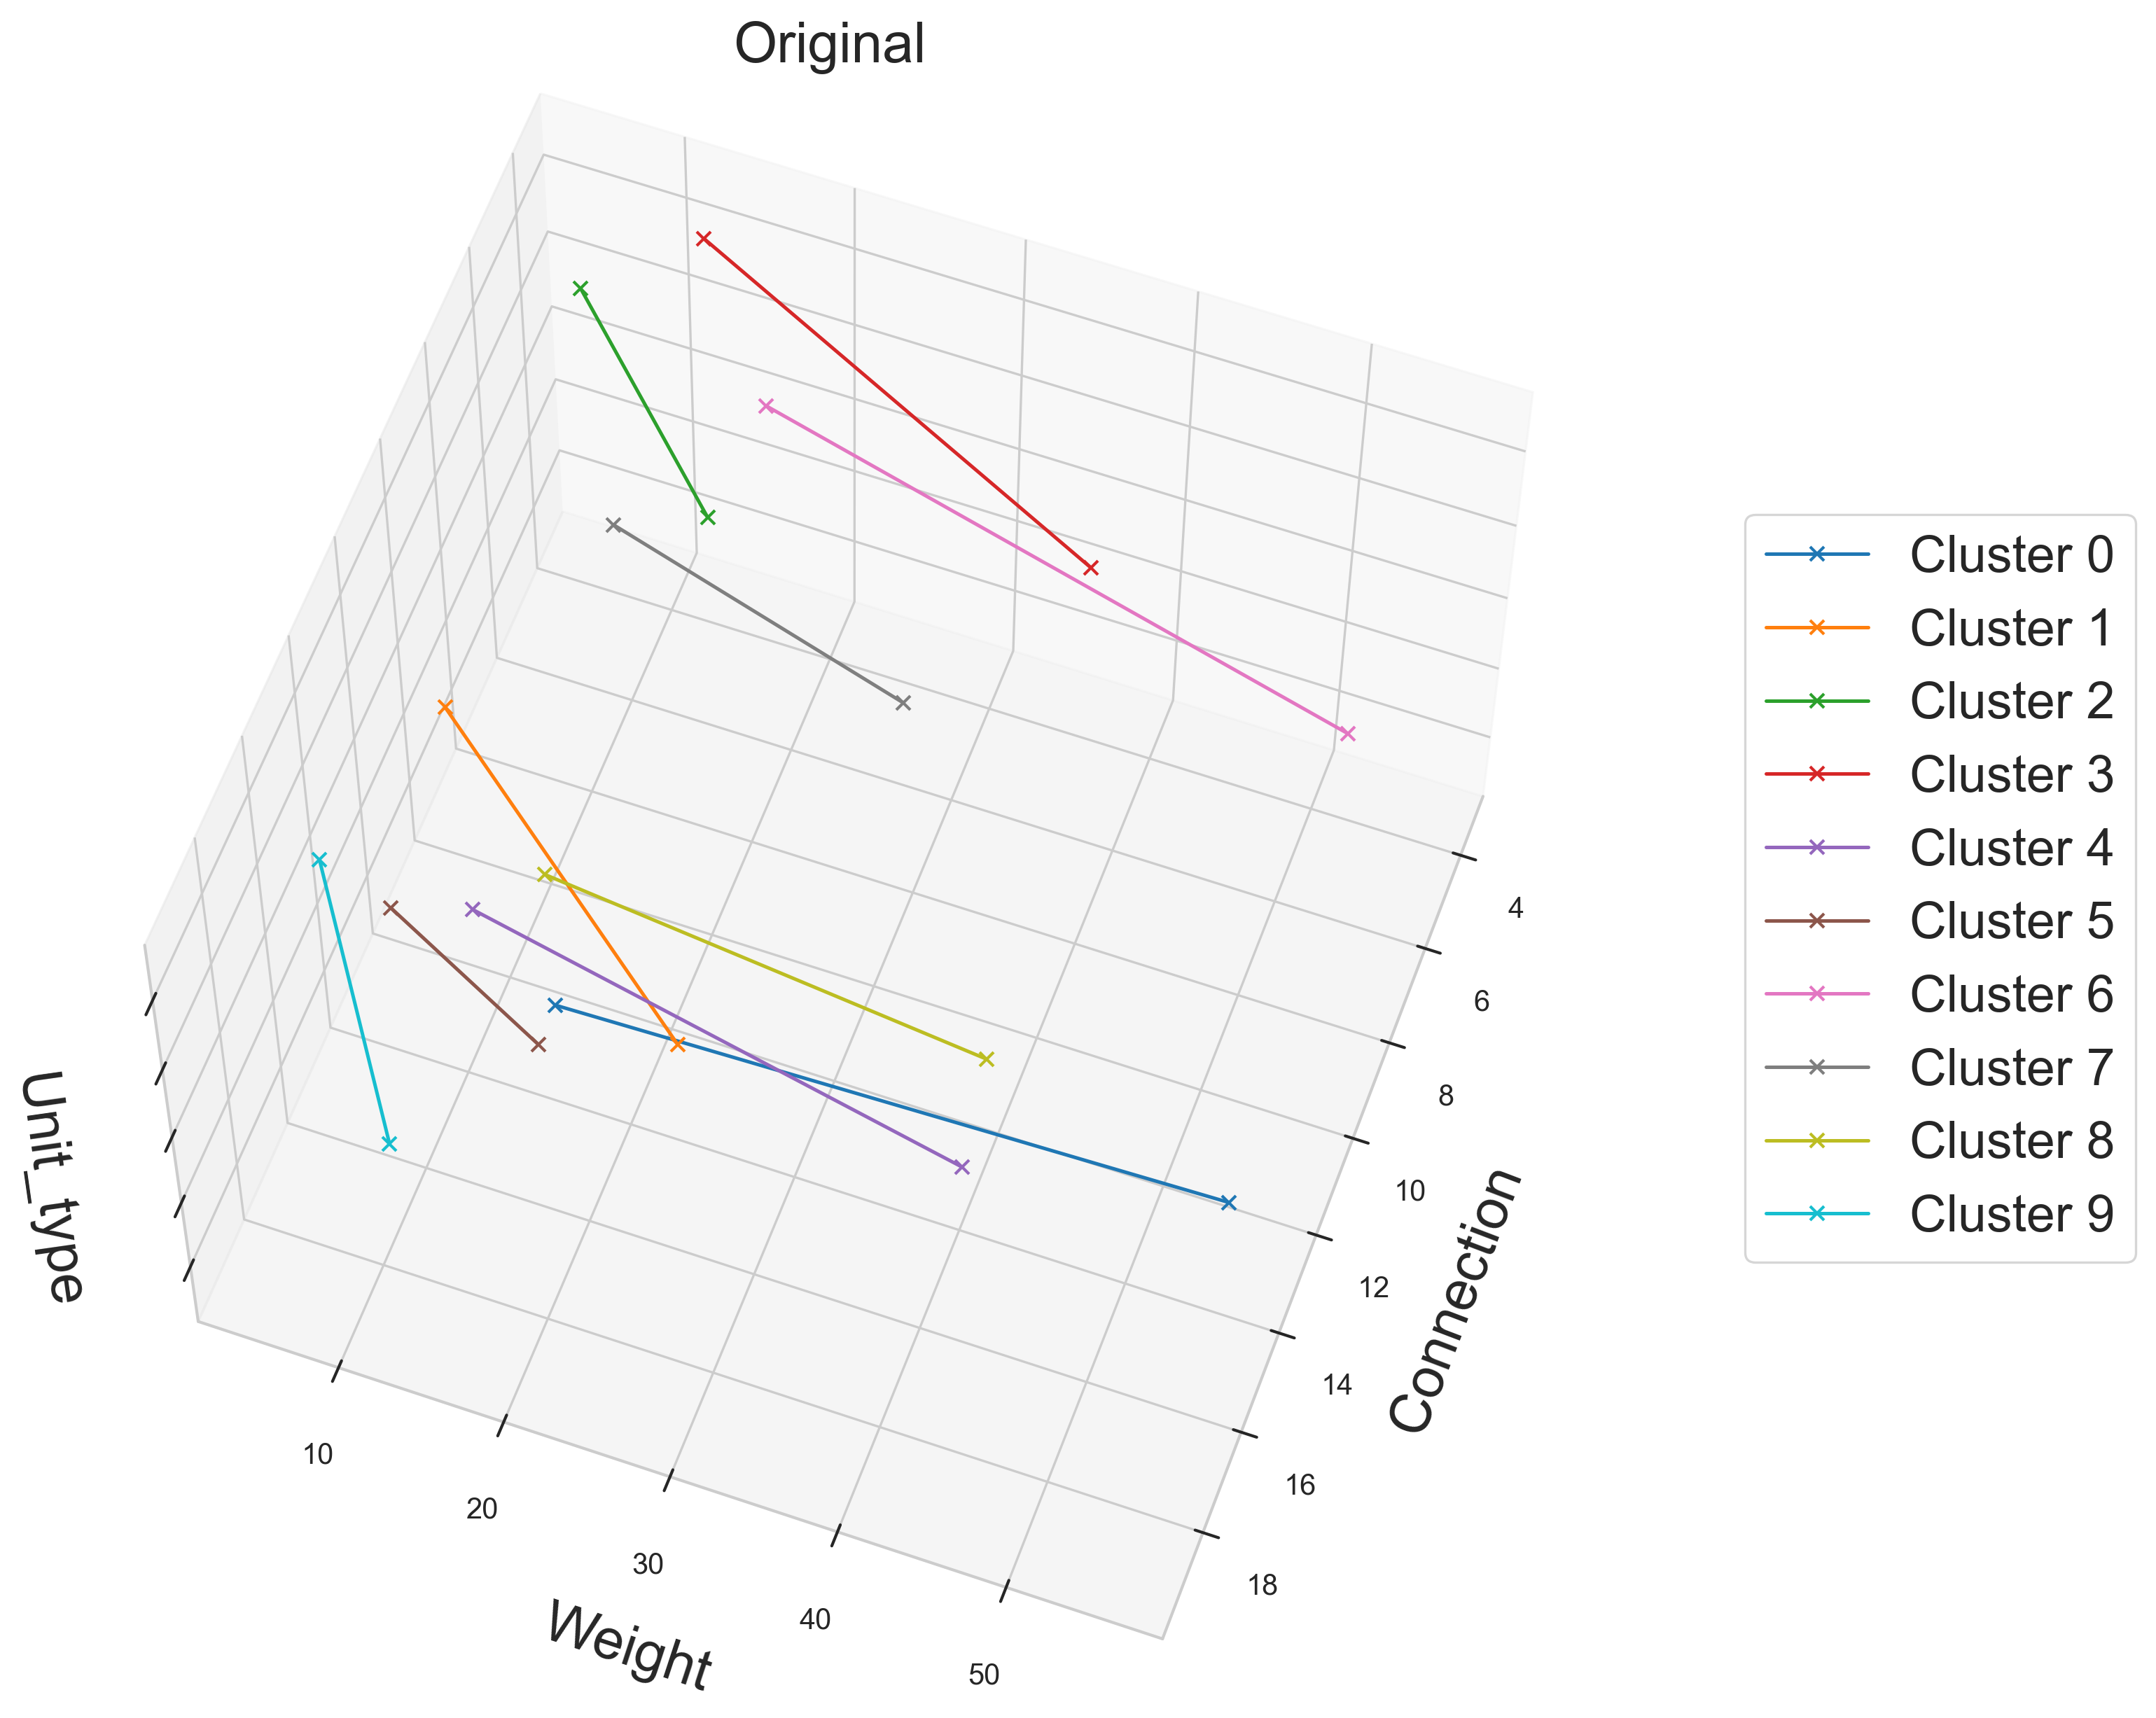 Original
Cluster 0
Cluster 1
Cluster 2
Cluster 3
Cluster 4
Cluster 5
Cluster 6
Cluster 7
Cluster 8
Cluster 9
4
6
8
10
12
14
16
18
Connection
Unit_type
10
20
30
40
50
Weight